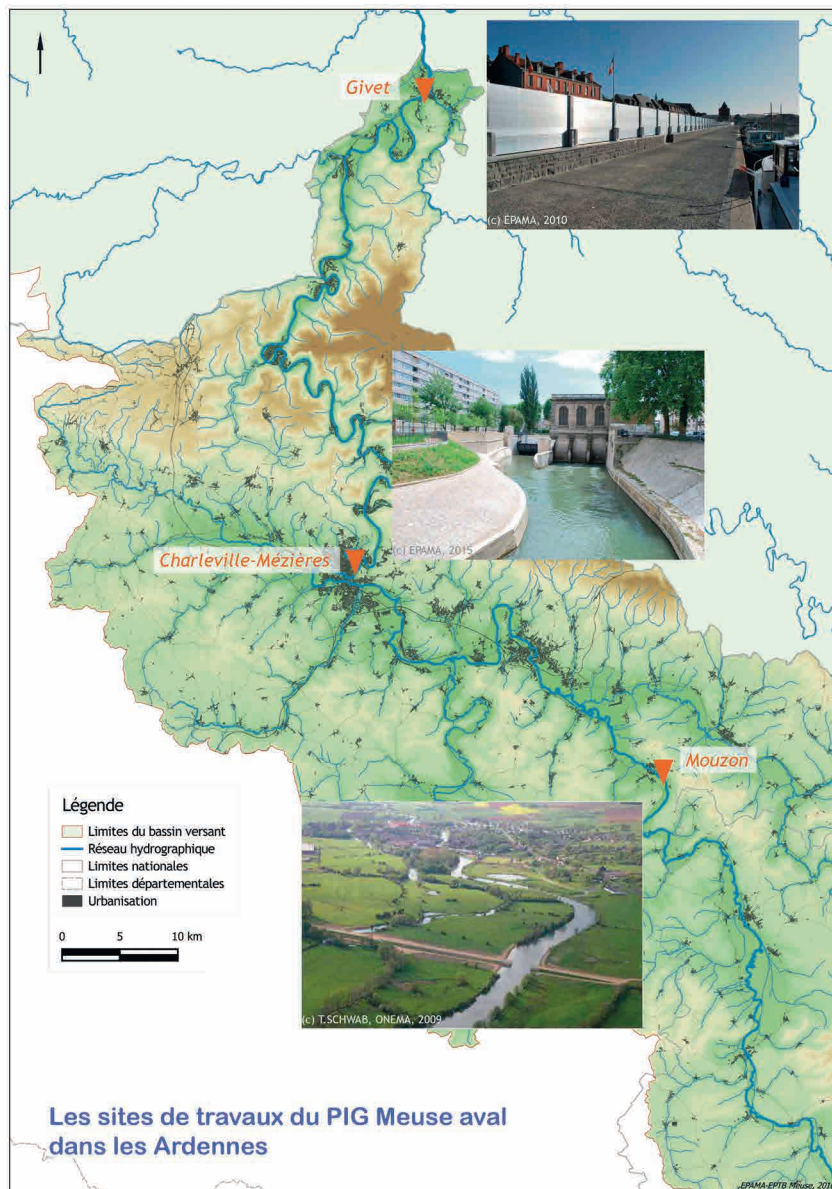 Givet
(c) EPAMA, 2010
(c) EPAMA, 2015
Charleville-Mézières
Mouzon
Légende
Limites du bassin versant
Réseau hydrographique
Limites nationales
Limites départementales
Urbanisation
0 5 10 km
(c) T.SCHWAB, ONEMA, 2009
Les sites de travaux du PIG Meuse aval
dans les Ardennes
EPAMA-EPTB Meuse,